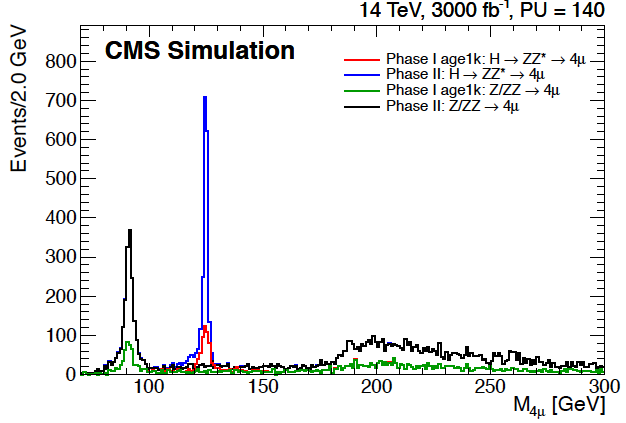 14 TeV, 3000 fb⁻¹, PU = 140
CMS Simulation
Phase I age1k: H → ZZ* → 4μ
Phase II: H → ZZ* → 4μ
Phase I age1k: Z/ZZ → 4μ
Phase II: Z/ZZ → 4μ
Events/2.0 GeV
800
700
600
500
400
300
200
100
0
100 150 200 250 300
M₄μ [GeV]